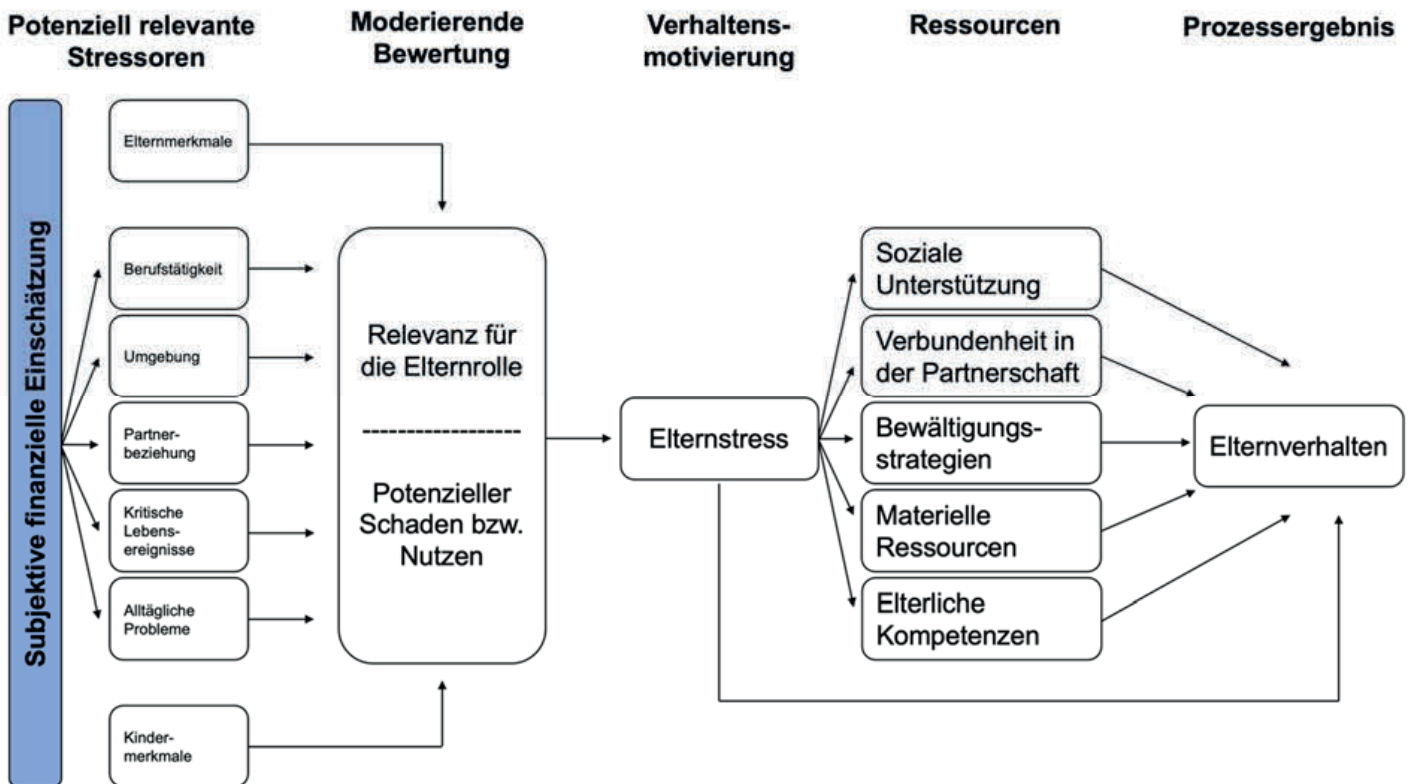 Potenziell relevante
Stressoren
Moderierende
Bewertung
Verhaltens-
motivierung
Ressourcen
Prozessergebnis
Subjektive finanzielle Einschätzung
Elternmerkmale
Berufstätigkeit
Umgebung
Partner-
beziehung
Kritische
Lebens-
ereignisse
Alltägliche
Probleme
Kinder-
merkmale
Relevanz für
die Elternrolle
------------------
Potenzieller
Schaden bzw.
Nutzen
Elternstress
Soziale
Unterstützung
Verbundenheit in
der Partnerschaft
Bewältigungs-
strategien
Materielle
Ressourcen
Elterliche
Kompetenzen
Elternverhalten